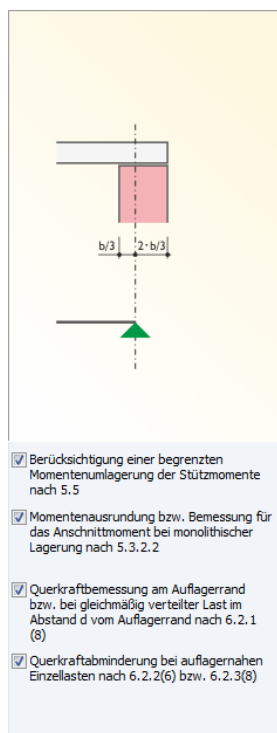 b/3 2·b/3
Berücksichtigung einer begrenzten
Momentenumlagerung der Stützmomente
nach 5.5
Momentenausrundung bzw. Bemessung für
das Anschnittmoment bei monolithischer
Lagerung nach 5.3.2.2
Querkraftbemessung am Auflagerrand
bzw. bei gleichmäßig verteilter Last im
Abstand d vom Auflagerrand nach 6.2.1
(8)
Querkraftabminderung bei auflagernahen
Einzellasten nach 6.2.2(6) bzw. 6.2.3(8)